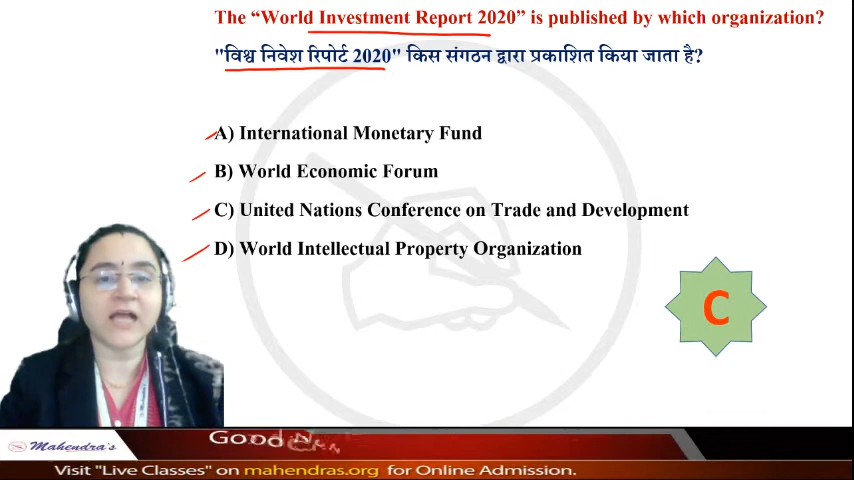 The “World Investment Report 2020” is published by which organization?
"विश्व निवेश रिपोर्ट 2020" किस संगठन द्वारा प्रकाशित किया जाता है?
A) International Monetary Fund
B) World Economic Forum
C) United Nations Conference on Trade and Development
D) World Intellectual Property Organization
C
Mahendra's
Good
Visit "Live Classes" on mahendras.org for Online Admission.